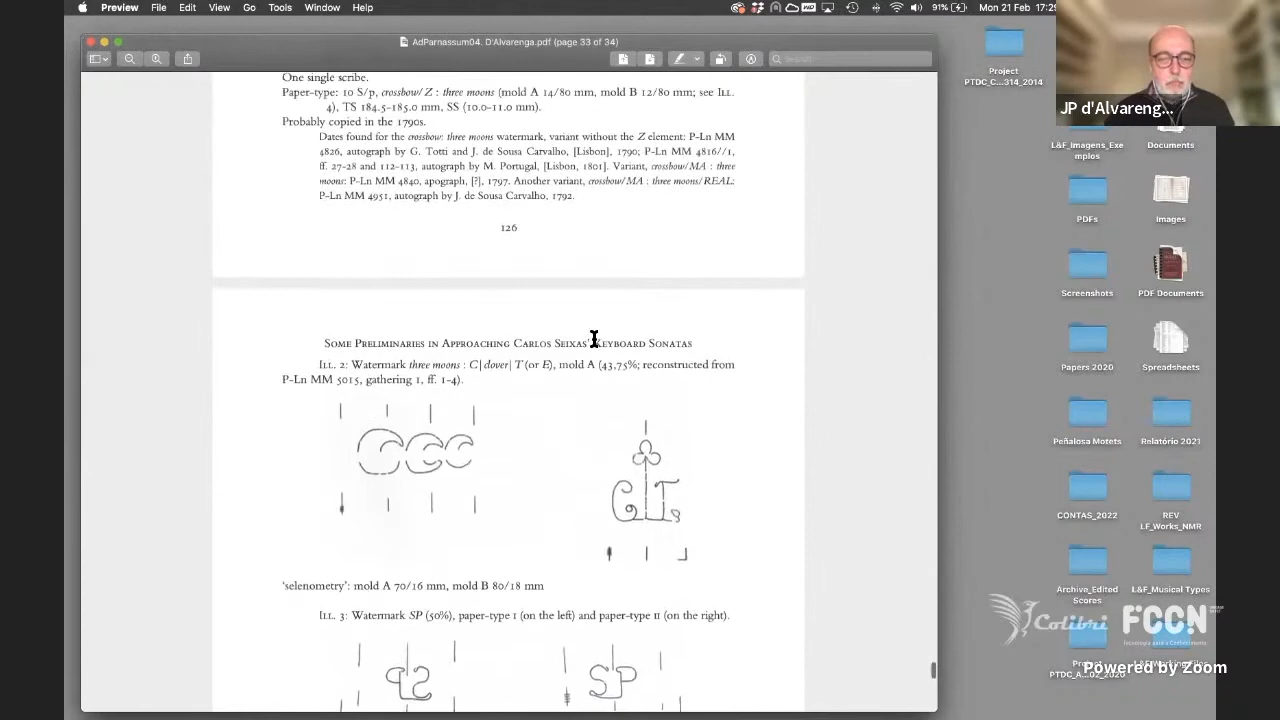 Preview File Edit View Go Tools Window Help
91% Mon 21 Feb 17:29
AdParnassum04. D'Alvarenga.pdf (page 33 of 34)
Search
One single scribe.
Paper-type: 10 S/p, crossbow/Z : three moons (mold A 14/80 mm, mold B 12/80 mm; see Ill.
4), TS 184.5-185.0 mm, SS (10.0-11.0 mm).
Probably copied in the 1790s.
Dates found for the crossbow: three moons watermark, variant without the Z element: P-Ln MM
4826, autograph by G. Totti and J. de Sousa Carvalho, [Lisbon], 1790; P-Ln MM 4816//1,
ff. 27-28 and 112-113, autograph by M. Portugal, [Lisbon, 1801]. Variant, crossbow/MA : three
moons: P-Ln MM 4840, apograph, [?], 1797. Another variant, crossbow/MA : three moons/REAL:
P-Ln MM 4951, autograph by J. de Sousa Carvalho, 1792.
126
Some Preliminaries in Approaching Carlos Seixas' Keyboard Sonatas
Ill. 2: Watermark three moons : C|clover| T (or E), mold A (43,75%; reconstructed from
P-Ln MM 5015, gathering 1, ff. 1-4).
G T
'selenometry': mold A 70/16 mm, mold B 80/18 mm
Ill. 3: Watermark SP (50%), paper-type I (on the left) and paper-type II (on the right).
SP
JP d'Alvareng...
Project
PTDC_C...314_2014
L&F_Imagens_Exe
mplos
Documents
PDFs
Images
Screenshots
PDF Documents
Papers 2020
Spreadsheets
Peñalosa Motets
Relatório 2021
CONTAS_2022
REV
LF_Works_NMR
Archive_Edited
Scores
L&F_Musical Types
Colibri
FCCN
Powered by Zoom